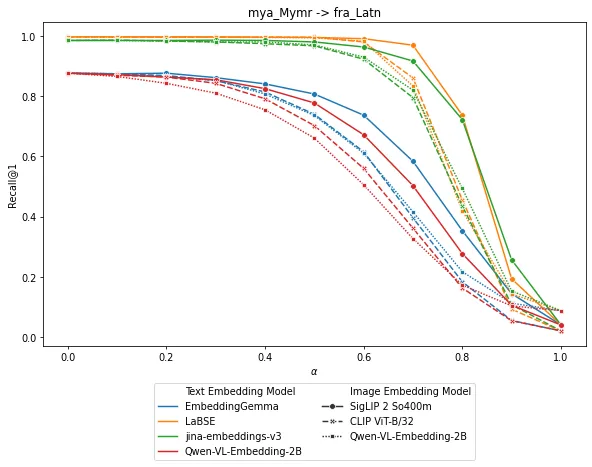 mya_Mymr -> fra_Latn
1.0
0.8
0.6
0.4
0.2
0.0
Recall@1
0.0 0.2 0.4 0.6 0.8 1.0
α
Text Embedding Model Image Embedding Model
EmbeddingGemma SigLIP 2 So400m
LaBSE CLIP ViT-B/32
jina-embeddings-v3 Qwen-VL-Embedding-2B
Qwen-VL-Embedding-2B